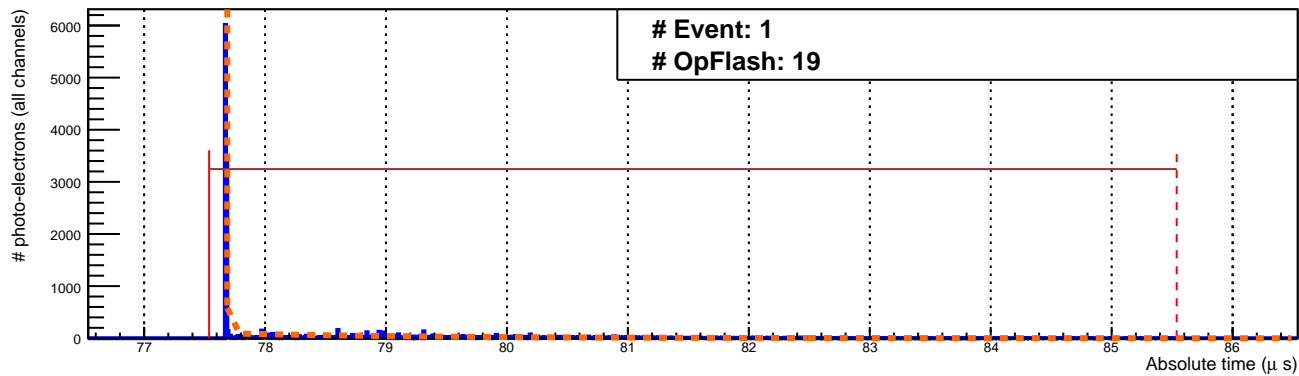 # Event: 1
# OpFlash: 19
# photo-electrons (all channels)
6000
5000
4000
3000
2000
1000
0
77 78 79 80 81 82 83 84 85 86
Absolute time (μ s)